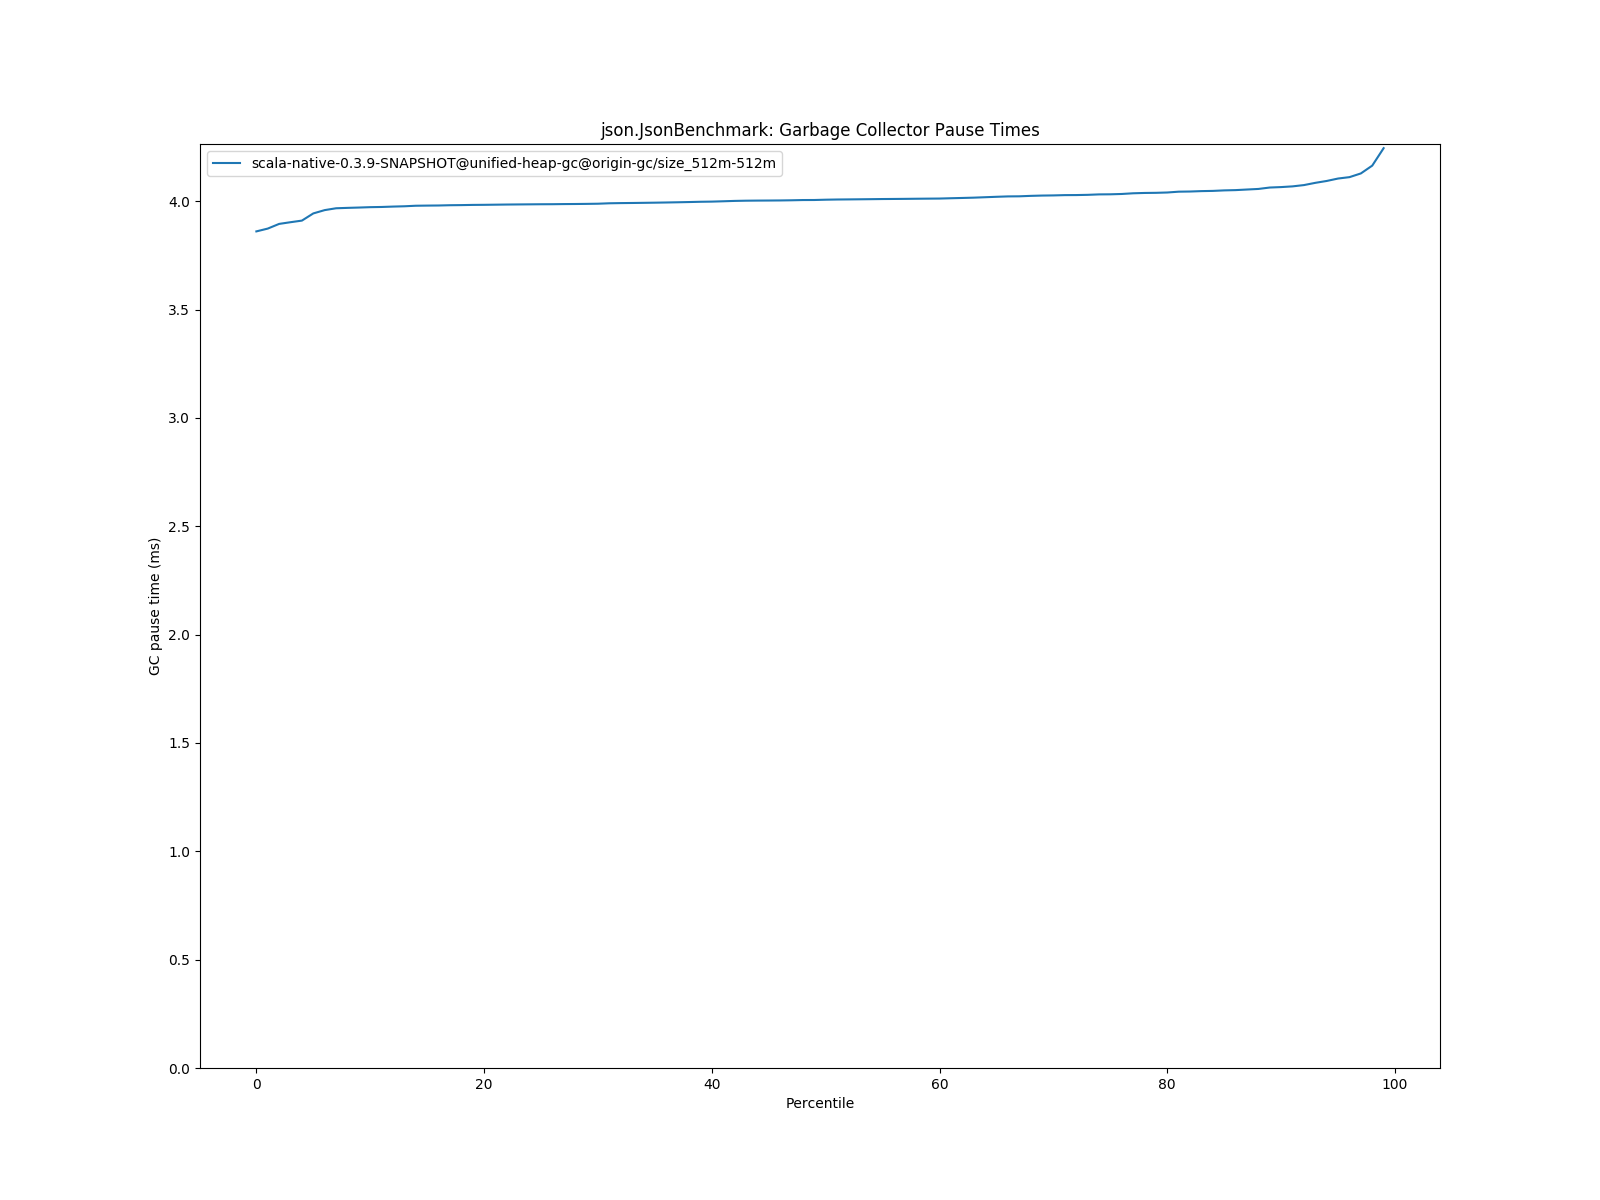 json.JsonBenchmark: Garbage Collector Pause Times
scala-native-0.3.9-SNAPSHOT@unified-heap-gc@origin-gc/size_512m-512m
4.0
3.5
3.0
2.5
2.0
1.5
1.0
0.5
0.0
GC pause time (ms)
0 20 40 60 80 100
Percentile